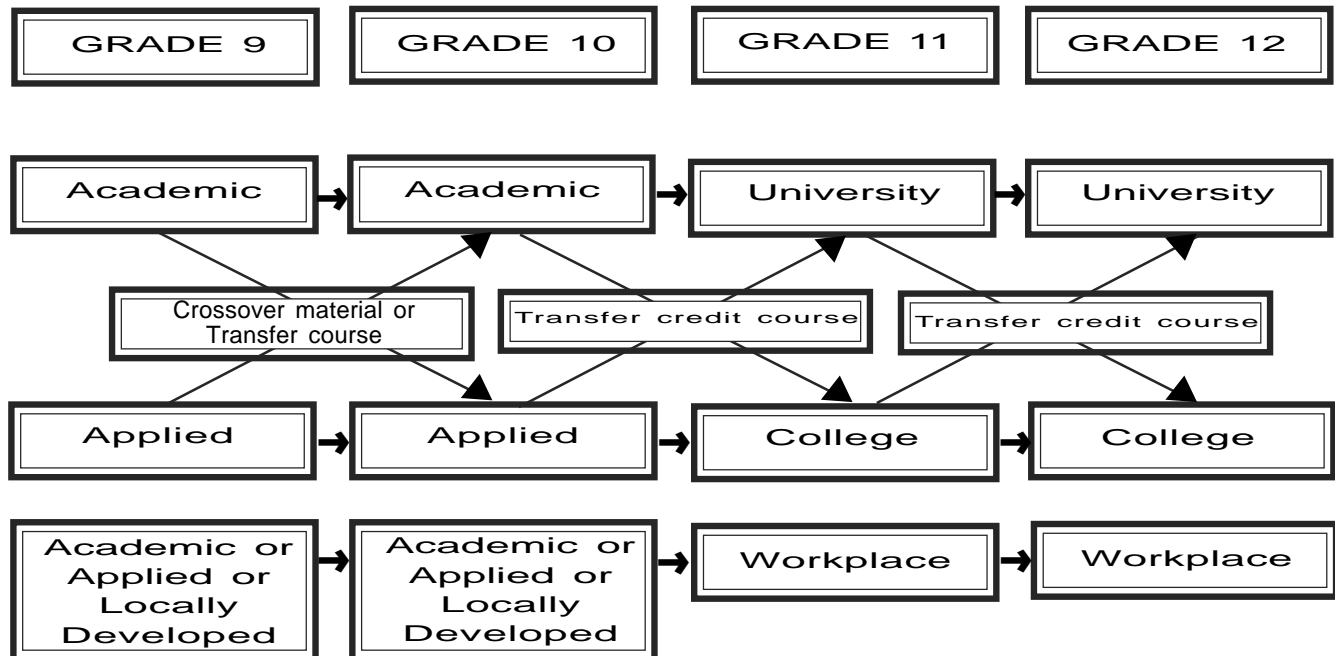 GRADE 9
GRADE 10
GRADE 11
GRADE 12
Academic
Academic
University
University
Crossover material or
Transfer course
Transfer credit course
Transfer credit course
Applied
Applied
College
College
Academic or
Applied or
Locally
Developed
Academic or
Applied or
Locally
Developed
Workplace
Workplace